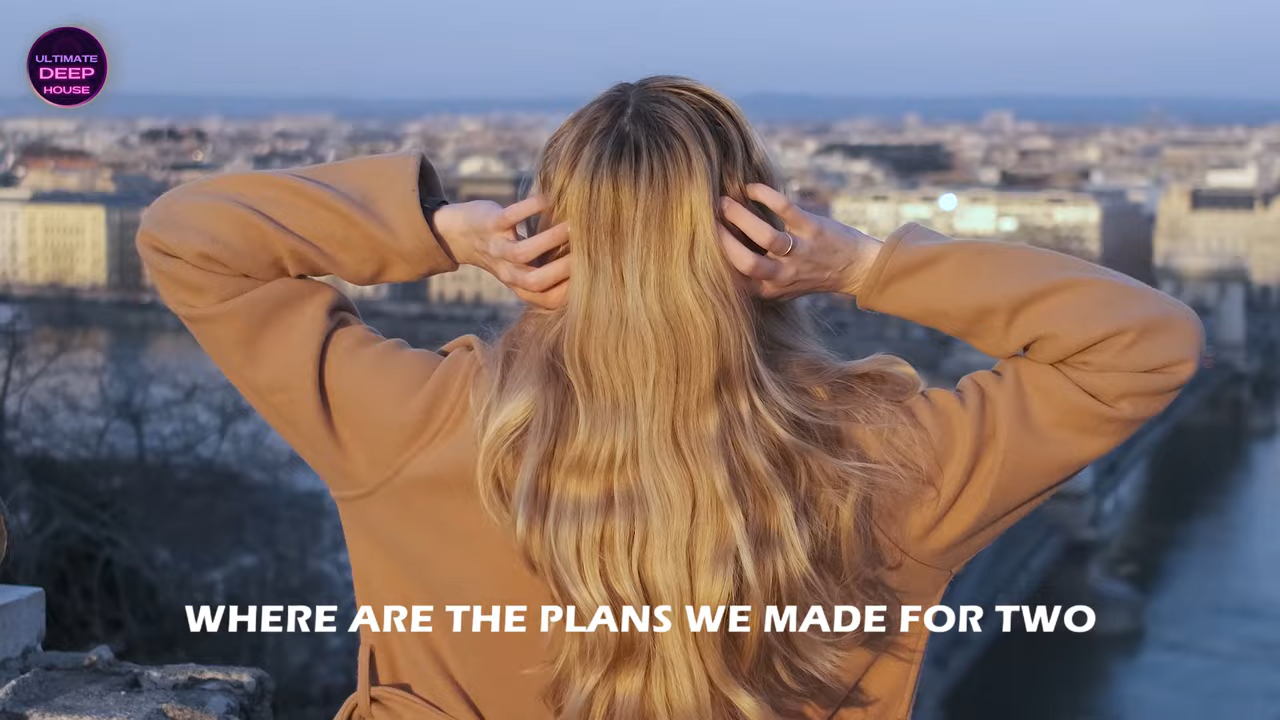 ULTIMATE
DEEP
HOUSE
WHERE ARE THE PLANS WE MADE FOR TWO